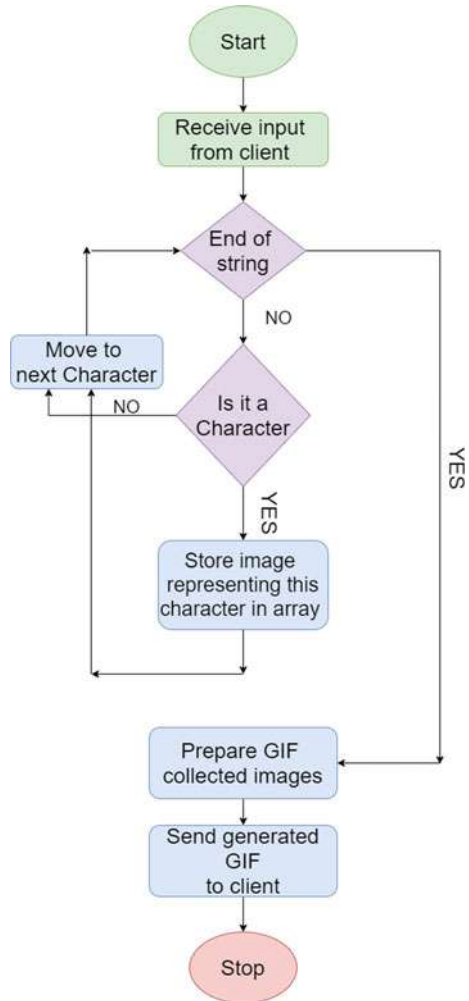 Start
Receive input
from client
End of
string
NO
Move to
next Character
Is it a
Character
NO
YES
YES
Store image
representing this
character in array
Prepare GIF
collected images
Send generated
GIF
to client
Stop